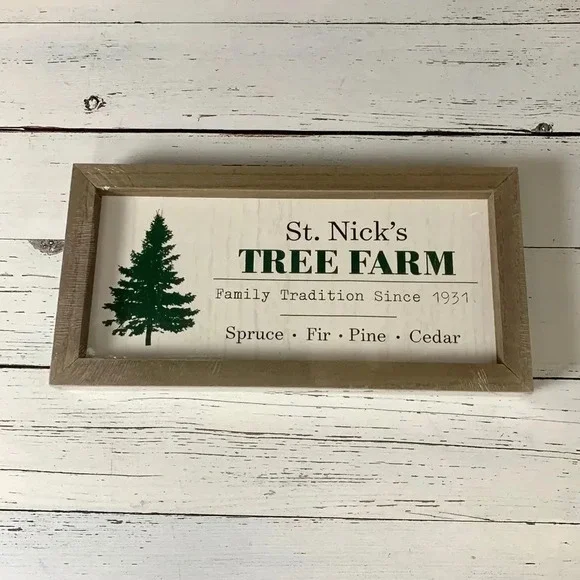 St. Nick's
TREE FARM
Family Tradition Since 1931.
Spruce · Fir · Pine · Cedar